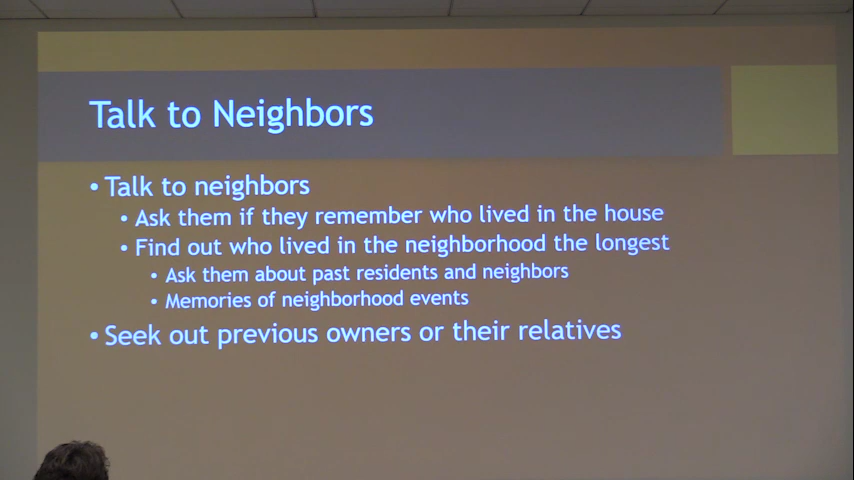 Talk to Neighbors
• Talk to neighbors
• Ask them if they remember who lived in the house
• Find out who lived in the neighborhood the longest
• Ask them about past residents and neighbors
• Memories of neighborhood events
• Seek out previous owners or their relatives